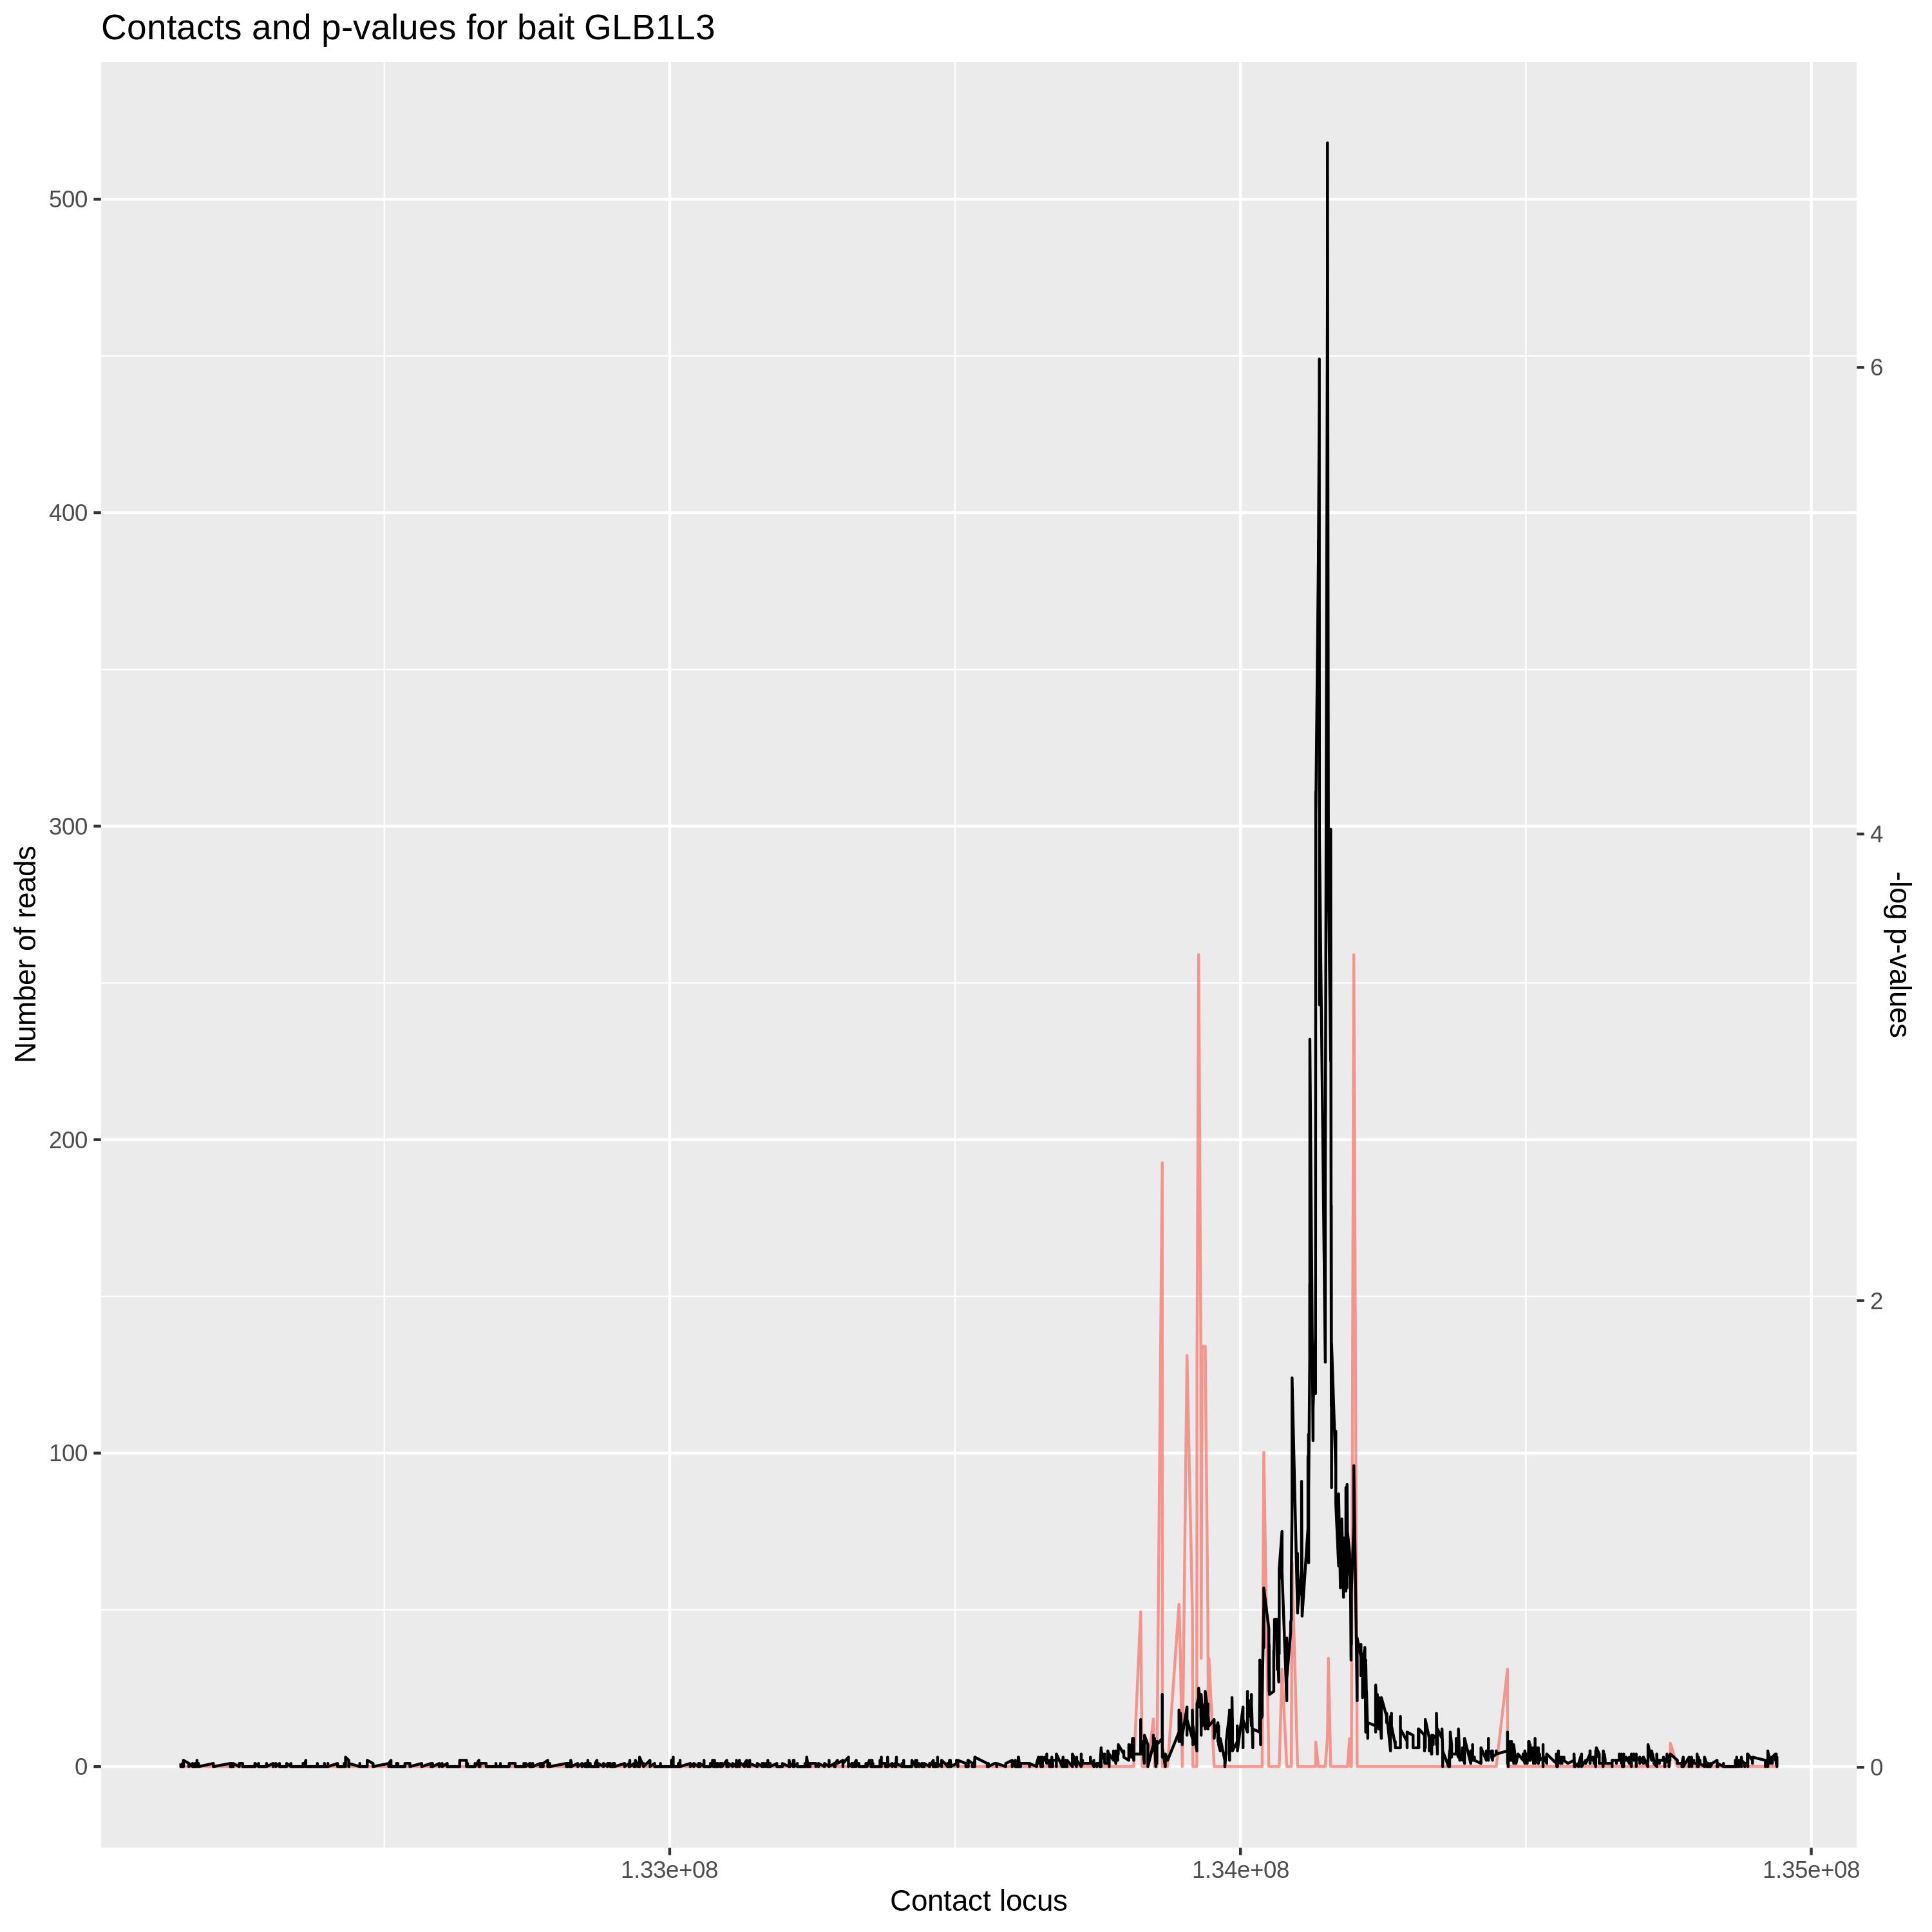 Contacts and p-values for bait GLB1L3
500
400
300
200
100
0
Number of reads
6
4
2
0
-log p-values
1.33e+08
1.34e+08
1.35e+08
Contact locus